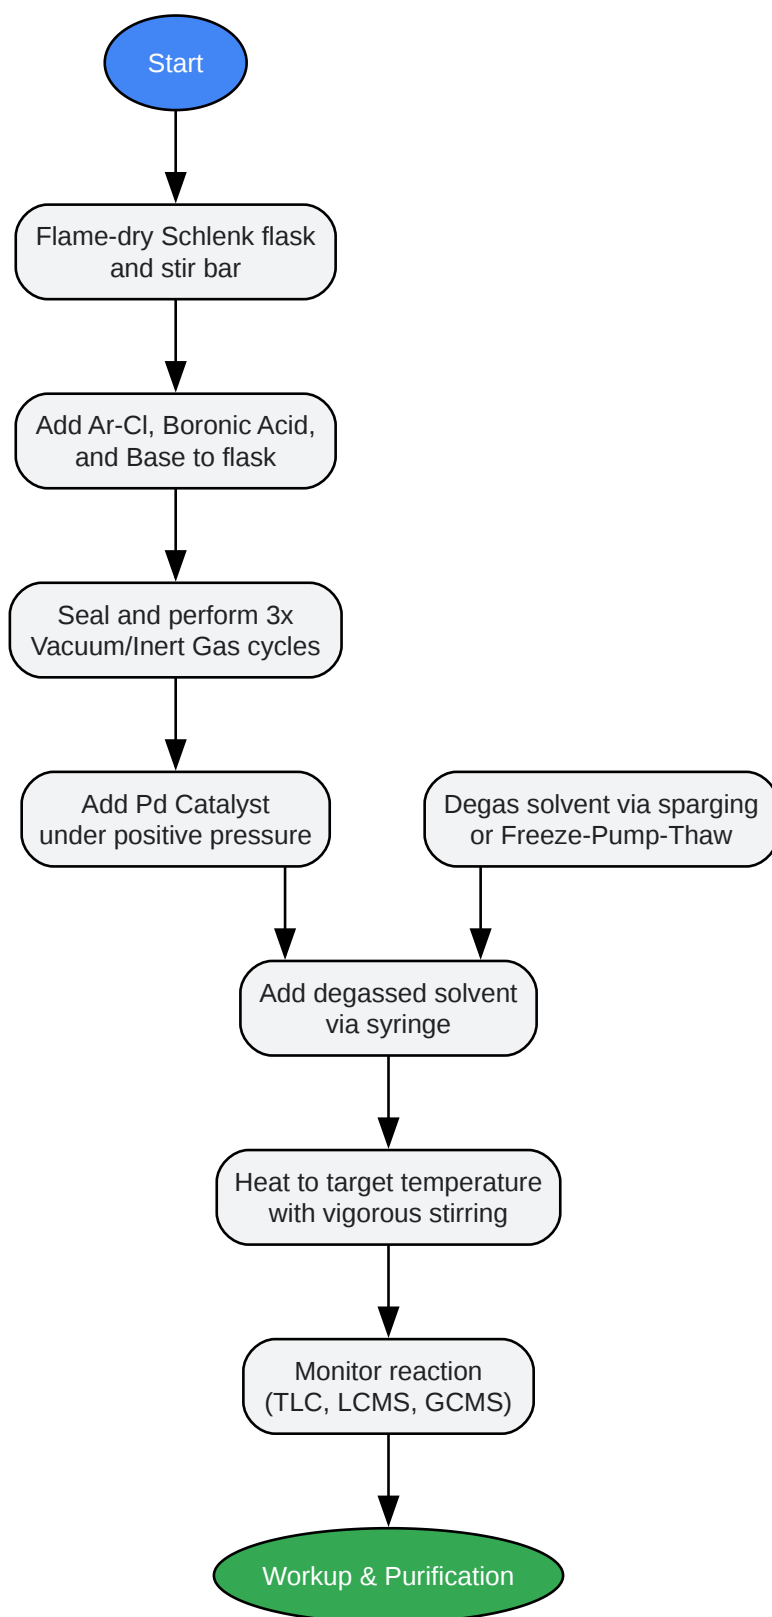 Start
Flame-dry Schlenk flask
and stir bar
Add Ar-Cl, Boronic Acid,
and Base to flask
Seal and perform 3x
Vacuum/Inert Gas cycles
Add Pd Catalyst
under positive pressure
Degas solvent via sparging
or Freeze-Pump-Thaw
Add degassed solvent
via syringe
Heat to target temperature
with vigorous stirring
Monitor reaction
(TLC, LCMS, GCMS)
Workup & Purification